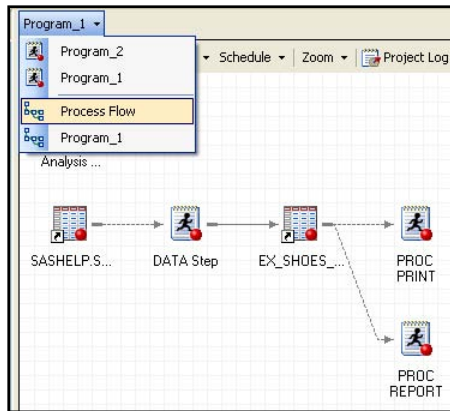 Program_1
Program_2
Program_1
Process Flow
Program_1
Schedule
Zoom
Project Log
Analysis ...
SASHELP.S...
DATA Step
EX_SHOES_...
PROC
PRINT
PROC
REPORT